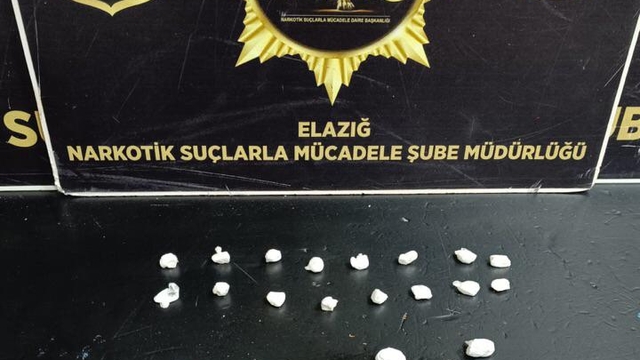 NARKOTİK SUÇLARLA MÜCADELE DAİRE BAŞKANLIĞI
ELAZIĞ
NARKOTİK SUÇLARLA MÜCADELE ŞUBE MÜDÜRLÜĞÜ